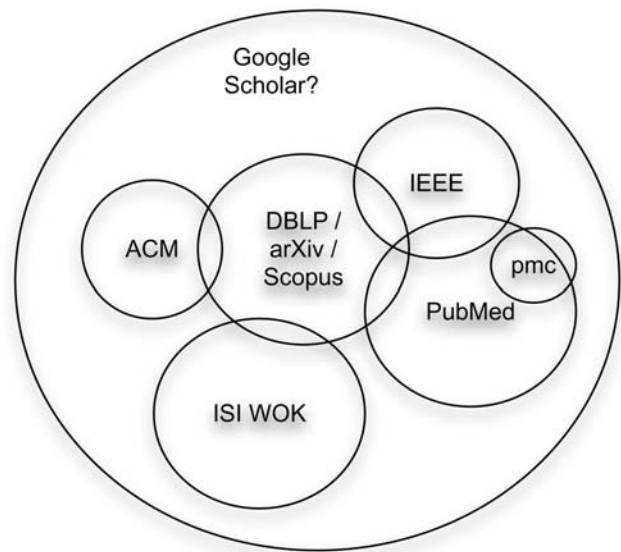 Google
Scholar?
IEEE
DBLP /
arXiv /
Scopus
ACM
pmc
PubMed
ISI WOK